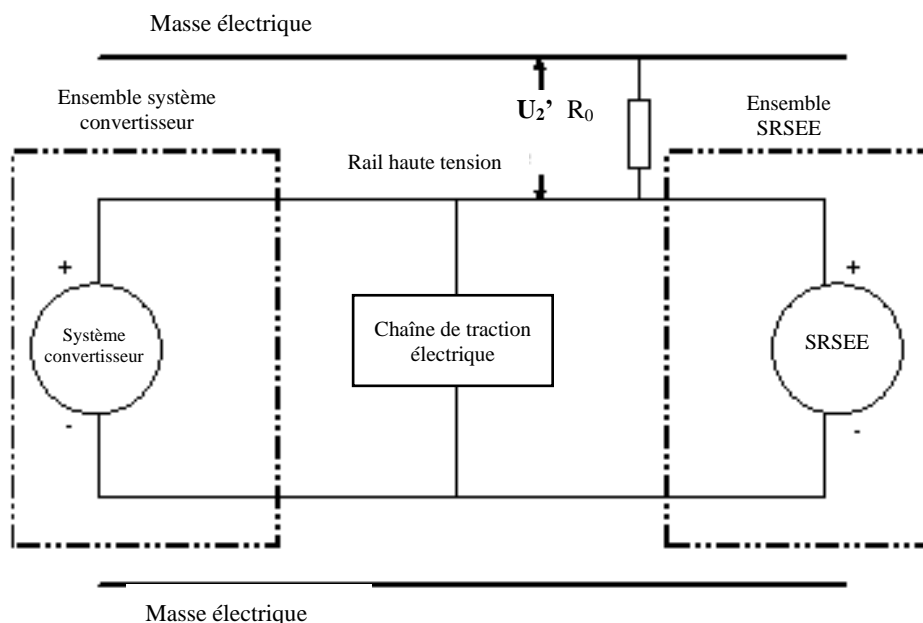 Masse électrique
Ensemble système
convertisseur
U₂’ R₀
Ensemble
SRSEE
Rail haute tension
+
Système
convertisseur
-
Chaîne de traction
électrique
+
SRSEE
-
Masse électrique